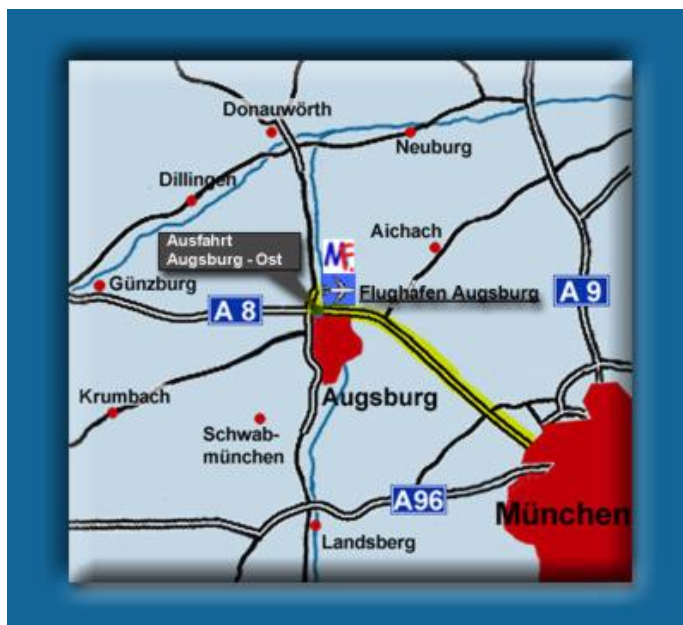 Donauwörth
Neuburg
Dillingen
Ausfahrt
Augsburg - Ost
MF.
Aichach
Günzburg
Flughafen Augsburg
A 8
A 9
Krumbach
Augsburg
Schwab-
münchen
A96
München
Landsberg